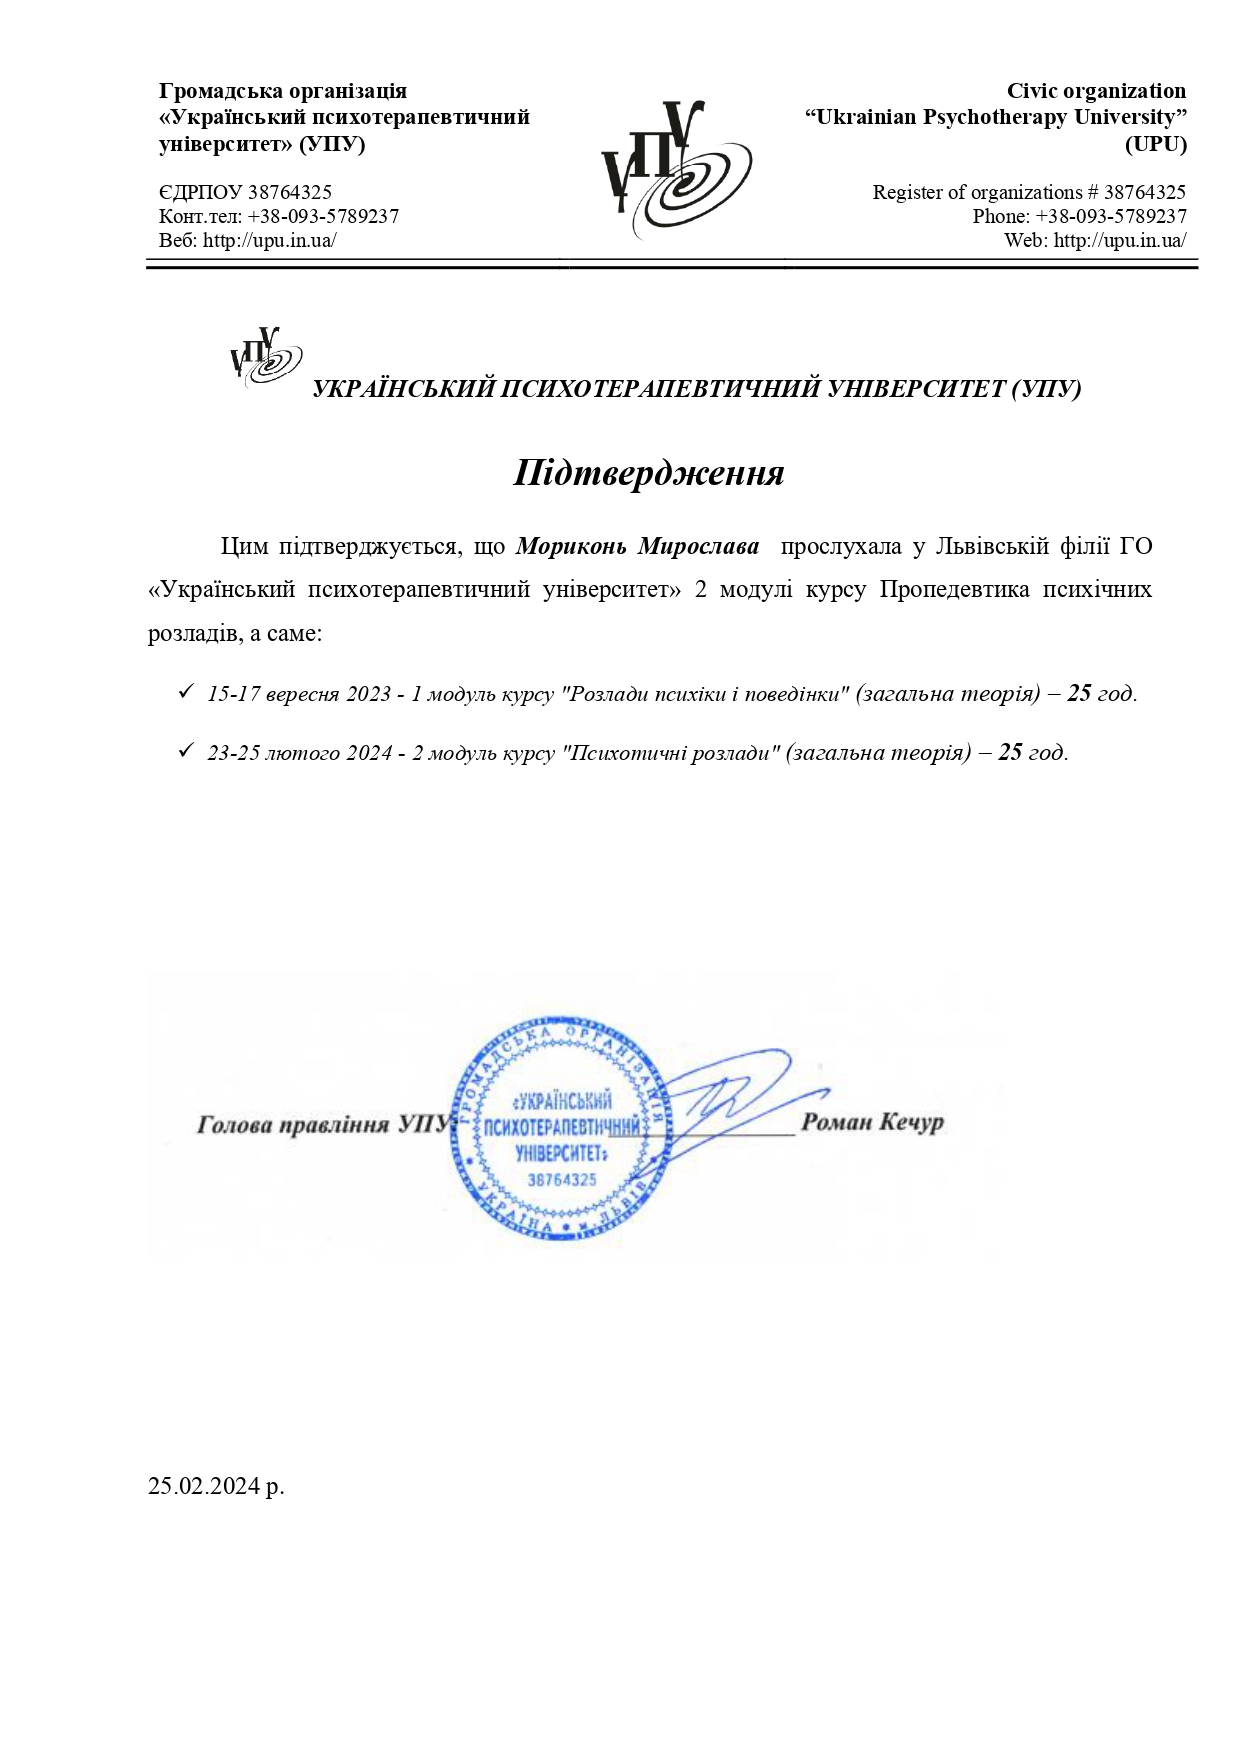 Громадська організація
«Український психотерапевтичний
університет» (УПУ)
ЄДРПОУ 38764325
Конт.тел: +38-093-5789237
Веб: http://upu.in.ua/
УПУ
Civic organization
“Ukrainian Psychotherapy University”
(UPU)
Register of organizations # 38764325
Phone: +38-093-5789237
Web: http://upu.in.ua/
УПУ
УКРАЇНСЬКИЙ ПСИХОТЕРАПЕВТИЧНИЙ УНІВЕРСИТЕТ (УПУ)
Підтвердження
Цим підтверджується, що Мориконь Мирослава прослухала у Львівській філії ГО
«Український психотерапевтичний університет» 2 модулі курсу Пропедевтика психічних
розладів, а саме:
✓ 15-17 вересня 2023 - 1 модуль курсу "Розлади психіки і поведінки" (загальна теорія) – 25 год.
✓ 23-25 лютого 2024 - 2 модуль курсу "Психотичні розлади" (загальна теорія) – 25 год.
Голова правління УПУ ______________ Роман Кечур
ГРОМАДСЬКА ОРГАНІЗАЦІЯ
«УКРАЇНСЬКИЙ
ПСИХОТЕРАПЕВТИЧНИЙ
УНІВЕРСИТЕТ»
38764325
* УКРАЇНА * м.ЛЬВІВ *
25.02.2024 р.